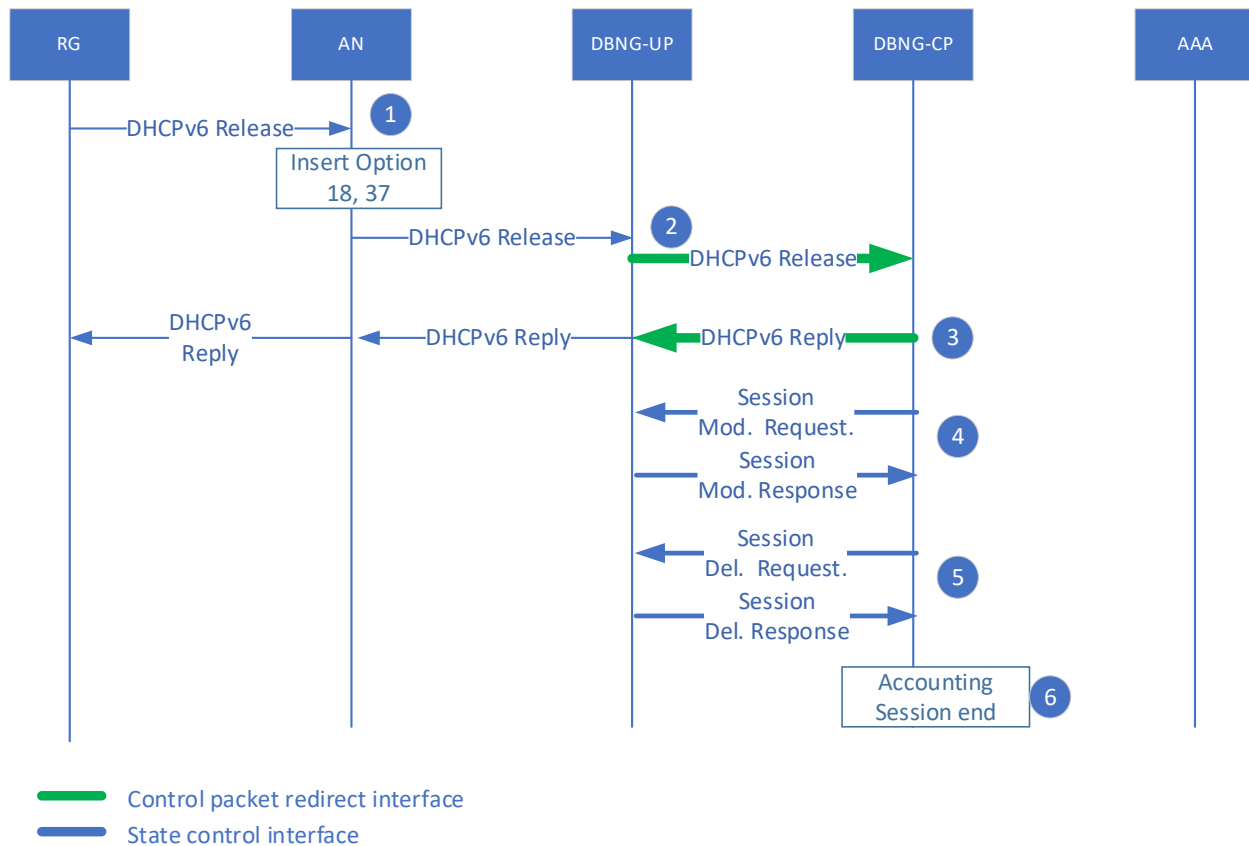 RG
AN
DBNG-UP
DBNG-CP
AAA
1
DHCPv6 Release
Insert Option
18, 37
2
DHCPv6 Release
DHCPv6 Release
DHCPv6
Reply
DHCPv6 Reply
DHCPv6 Reply
3
Session
Mod. Request.
4
Session
Mod. Response
Session
Del. Request.
5
Session
Del. Response
Accounting
Session end
6
Control packet redirect interface
State control interface